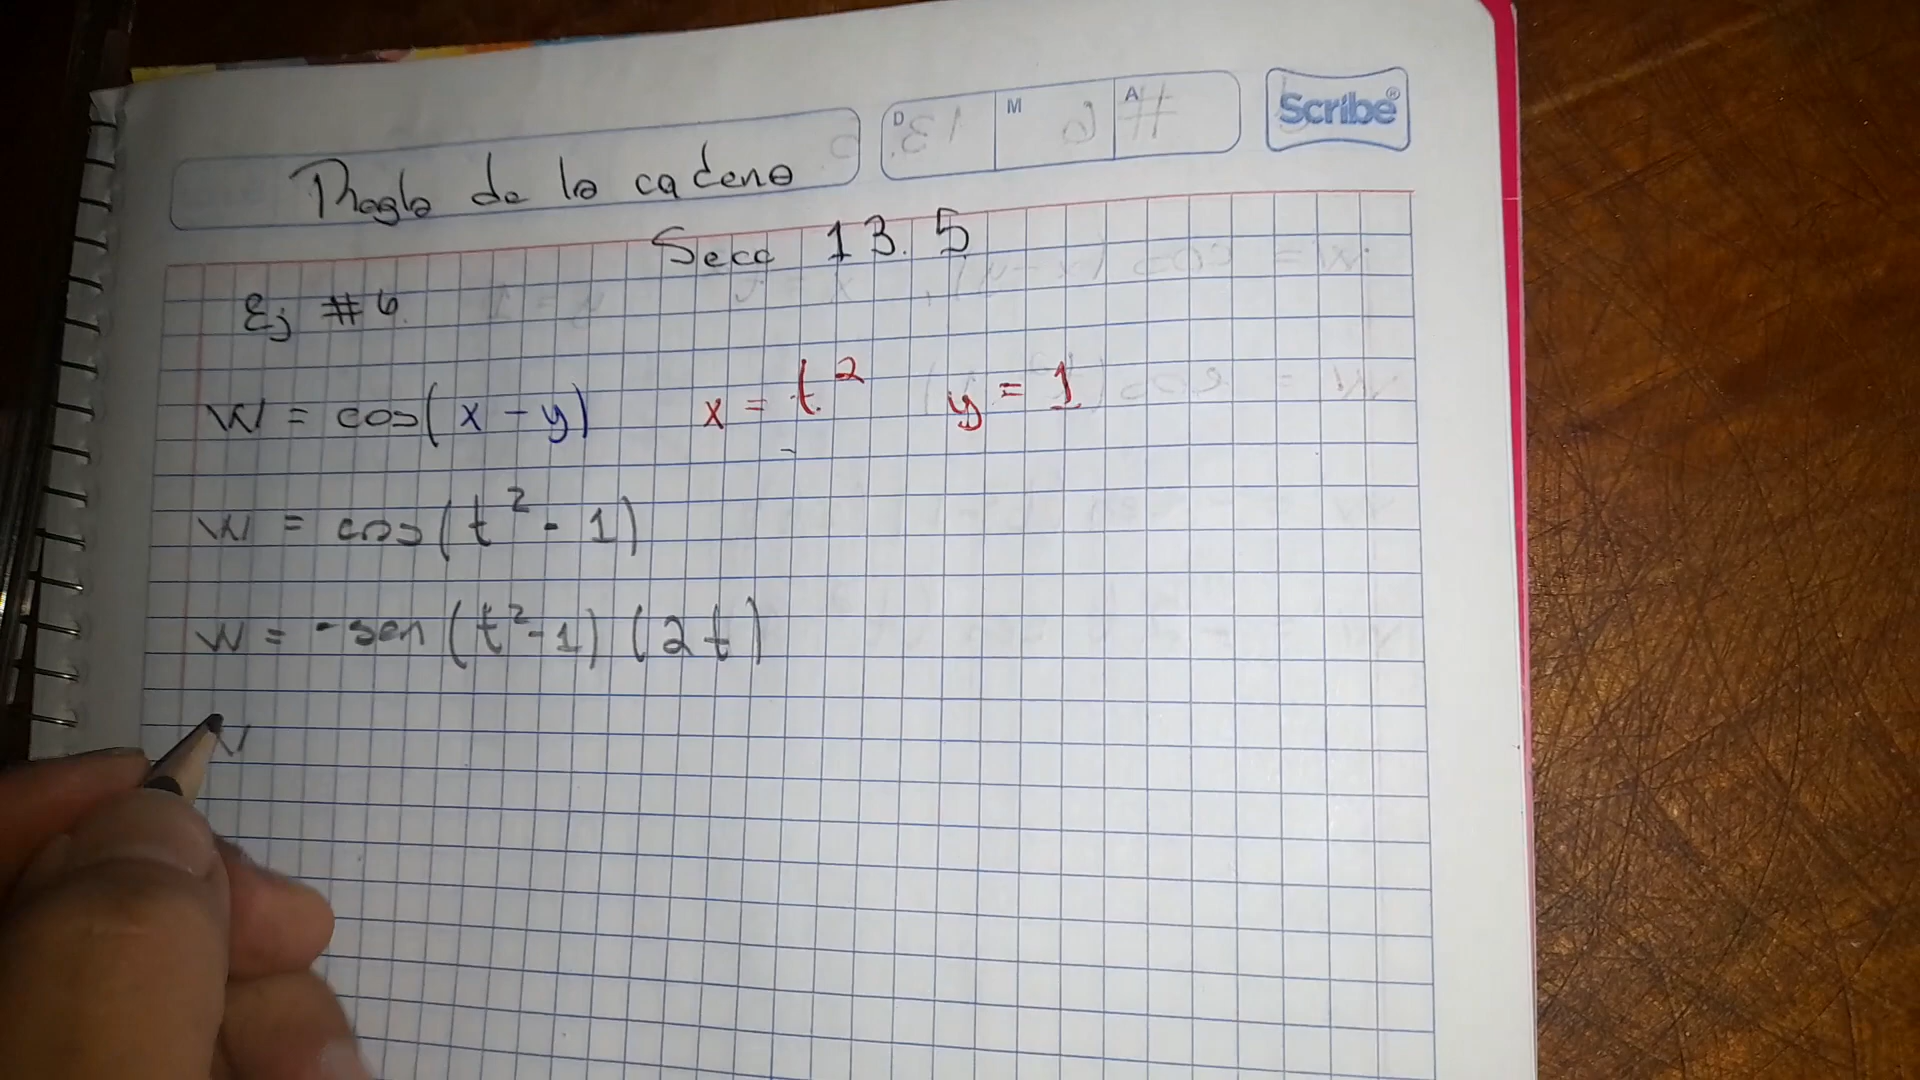 D M A Scribe®
Regla de la cadena
Secc 13.5
Ej #6.
W = cos(x - y) x = t² y = 1
W = cos(t² - 1)
W = -sen(t²-1)(2t)
W